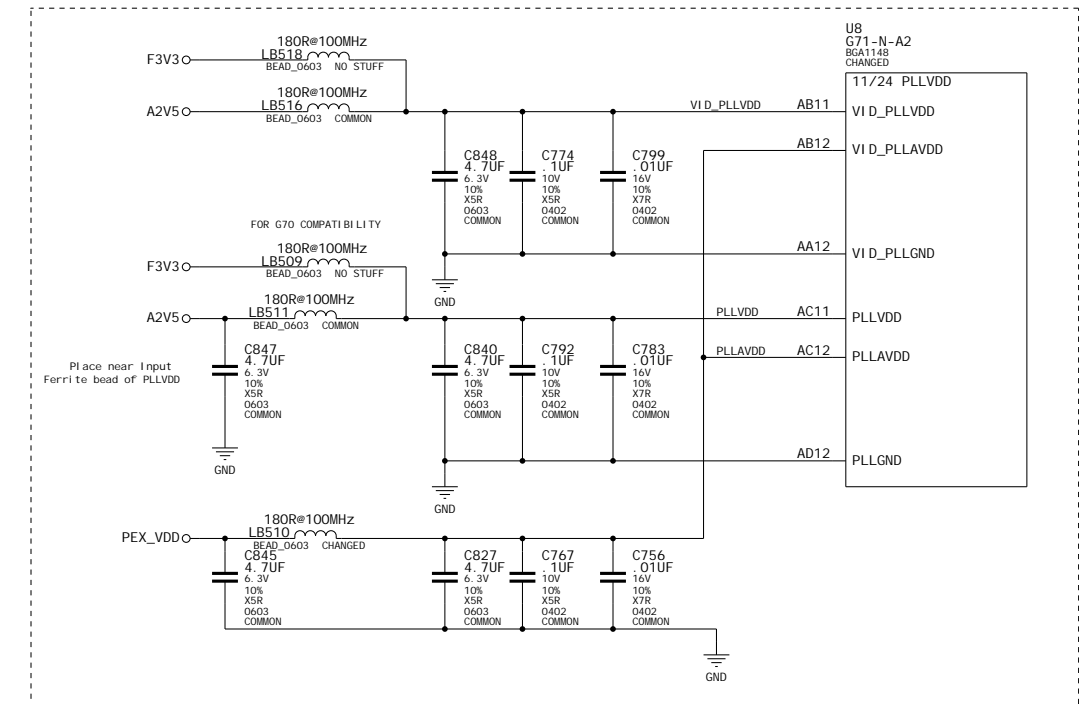 U8
G71-N-A2
BGA1148
CHANGED
11/24 PLLVDD
180R@100MHz
F3V3
LB518
BEAD_0603 NO STUFF
180R@100MHz
A2V5
LB516
BEAD_0603 COMMON
VID_PLLVDD
AB11
VID_PLLVDD
AB12
VID_PLLAVDD
C848
4.7UF
6.3V
10%
X5R
0603
COMMON
C774
.1UF
10V
10%
X5R
0402
COMMON
C799
.01UF
16V
10%
X7R
0402
COMMON
FOR G70 COMPATIBILITY
180R@100MHz
F3V3
LB509
BEAD_0603 NO STUFF
AA12
VID_PLLGND
GND
180R@100MHz
A2V5
LB511
BEAD_0603 COMMON
PLLVDD
AC11
PLLVDD
PLLAVDD
AC12
PLLAVDD
Place near Input
Ferrite bead of PLLVDD
C847
4.7UF
6.3V
10%
X5R
0603
COMMON
C840
4.7UF
6.3V
10%
X5R
0603
COMMON
C792
.1UF
10V
10%
X5R
0402
COMMON
C783
.01UF
16V
10%
X7R
0402
COMMON
GND
AD12
PLLGND
GND
180R@100MHz
PEX_VDD
LB510
BEAD_0603 CHANGED
C845
4.7UF
6.3V
10%
X5R
0603
COMMON
C827
4.7UF
6.3V
10%
X5R
0603
COMMON
C767
.1UF
10V
10%
X5R
0402
COMMON
C756
.01UF
16V
10%
X7R
0402
COMMON
GND